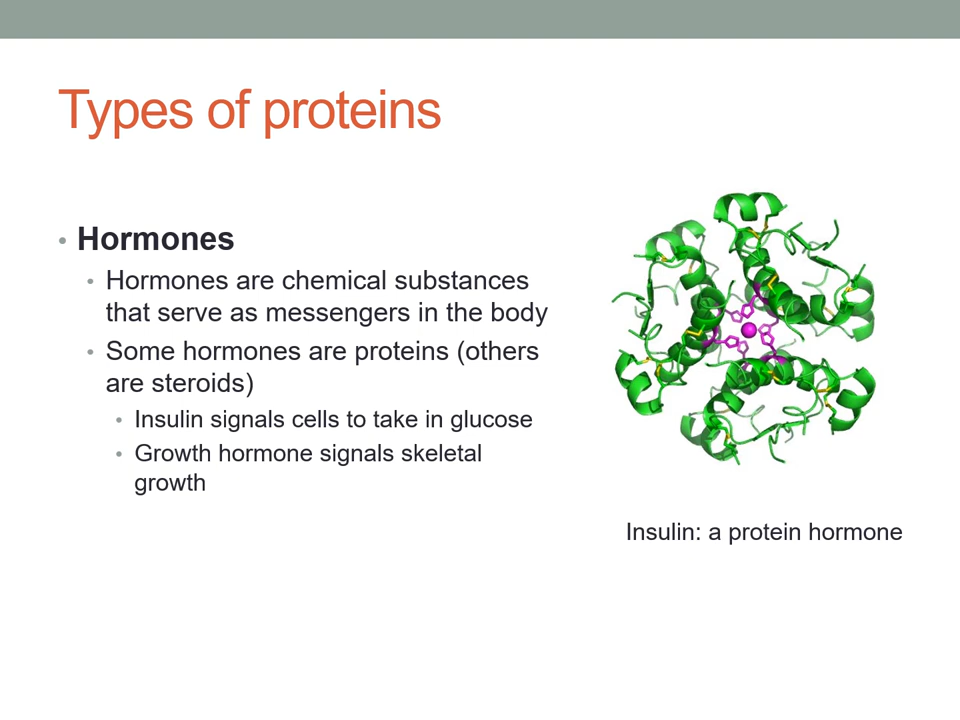 Types of proteins
• Hormones
• Hormones are chemical substances
that serve as messengers in the body
• Some hormones are proteins (others
are steroids)
• Insulin signals cells to take in glucose
• Growth hormone signals skeletal
growth
Insulin: a protein hormone